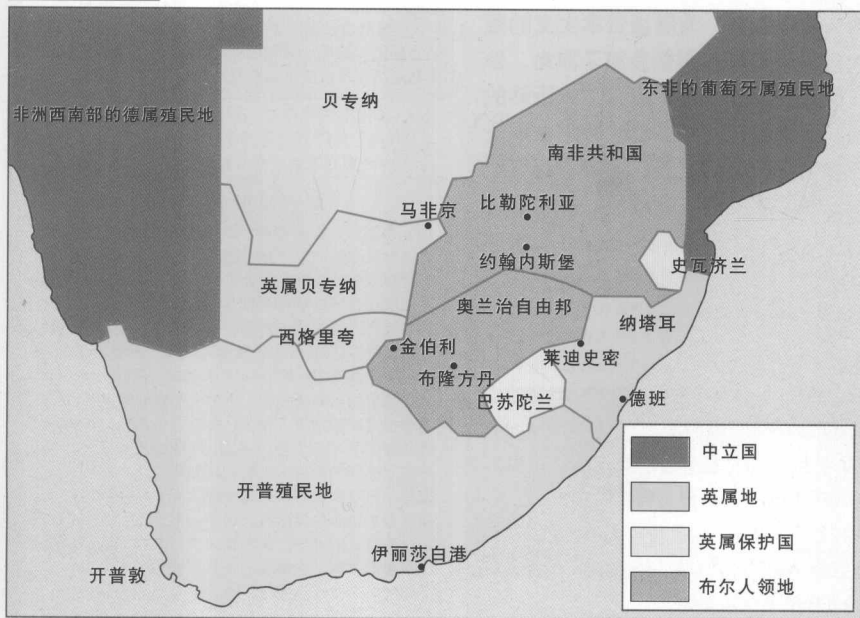 贝专纳
非洲西南部的德属殖民地
东非的葡萄牙属殖民地
南非共和国
马非京
比勒陀利亚
约翰内斯堡
史瓦济兰
英属贝专纳
奥兰治自由邦
纳塔耳
西格里夸
金伯利
莱迪史密
布隆方丹
巴苏陀兰
德班
开普殖民地
伊丽莎白港
开普敦
中立国
英属地
英属保护国
布尔人领地